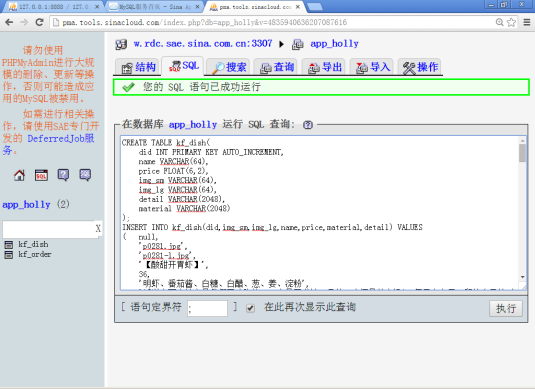 127.0.0.1:8080 / 127.0
MySQL服务首页 - Sina A
pma.tools.sinacloud.com
pma.tools.sinacloud.com/index.php?db=app_holly&v=4835940636207087616
请勿使用
PHPMyAdmin进行大规
模的删除、更新等操
作，否则可能造成应
用的MySQL被禁用。
如需进行相关操
作，请使用SAE专门开
发的 DeferredJob服
务。
app_holly (2)
X
kf_dish
kf_order
w.rdc.sae.sina.com.cn:3307 ▶ app_holly
结构 SQL 搜索 查询 导出 导入 操作
您的 SQL 语句已成功运行
在数据库 app_holly 运行 SQL 查询:
CREATE TABLE kf_dish(
did INT PRIMARY KEY AUTO_INCREMENT,
name VARCHAR(64),
price FLOAT(6,2),
img_sm VARCHAR(64),
img_lg VARCHAR(64),
detail VARCHAR(2048),
material VARCHAR(2048)
);
INSERT INTO kf_dish(did,img_sm,img_lg,name,price,material,detail) VALUES
( null,
'p0281.jpg',
'p0281-l.jpg',
'【酸甜开胃虾】',
36,
'明虾、番茄酱、白糖、白醋、葱、姜、淀粉',
[ 语句定界符 ; ] 在此再次显示此查询 执行